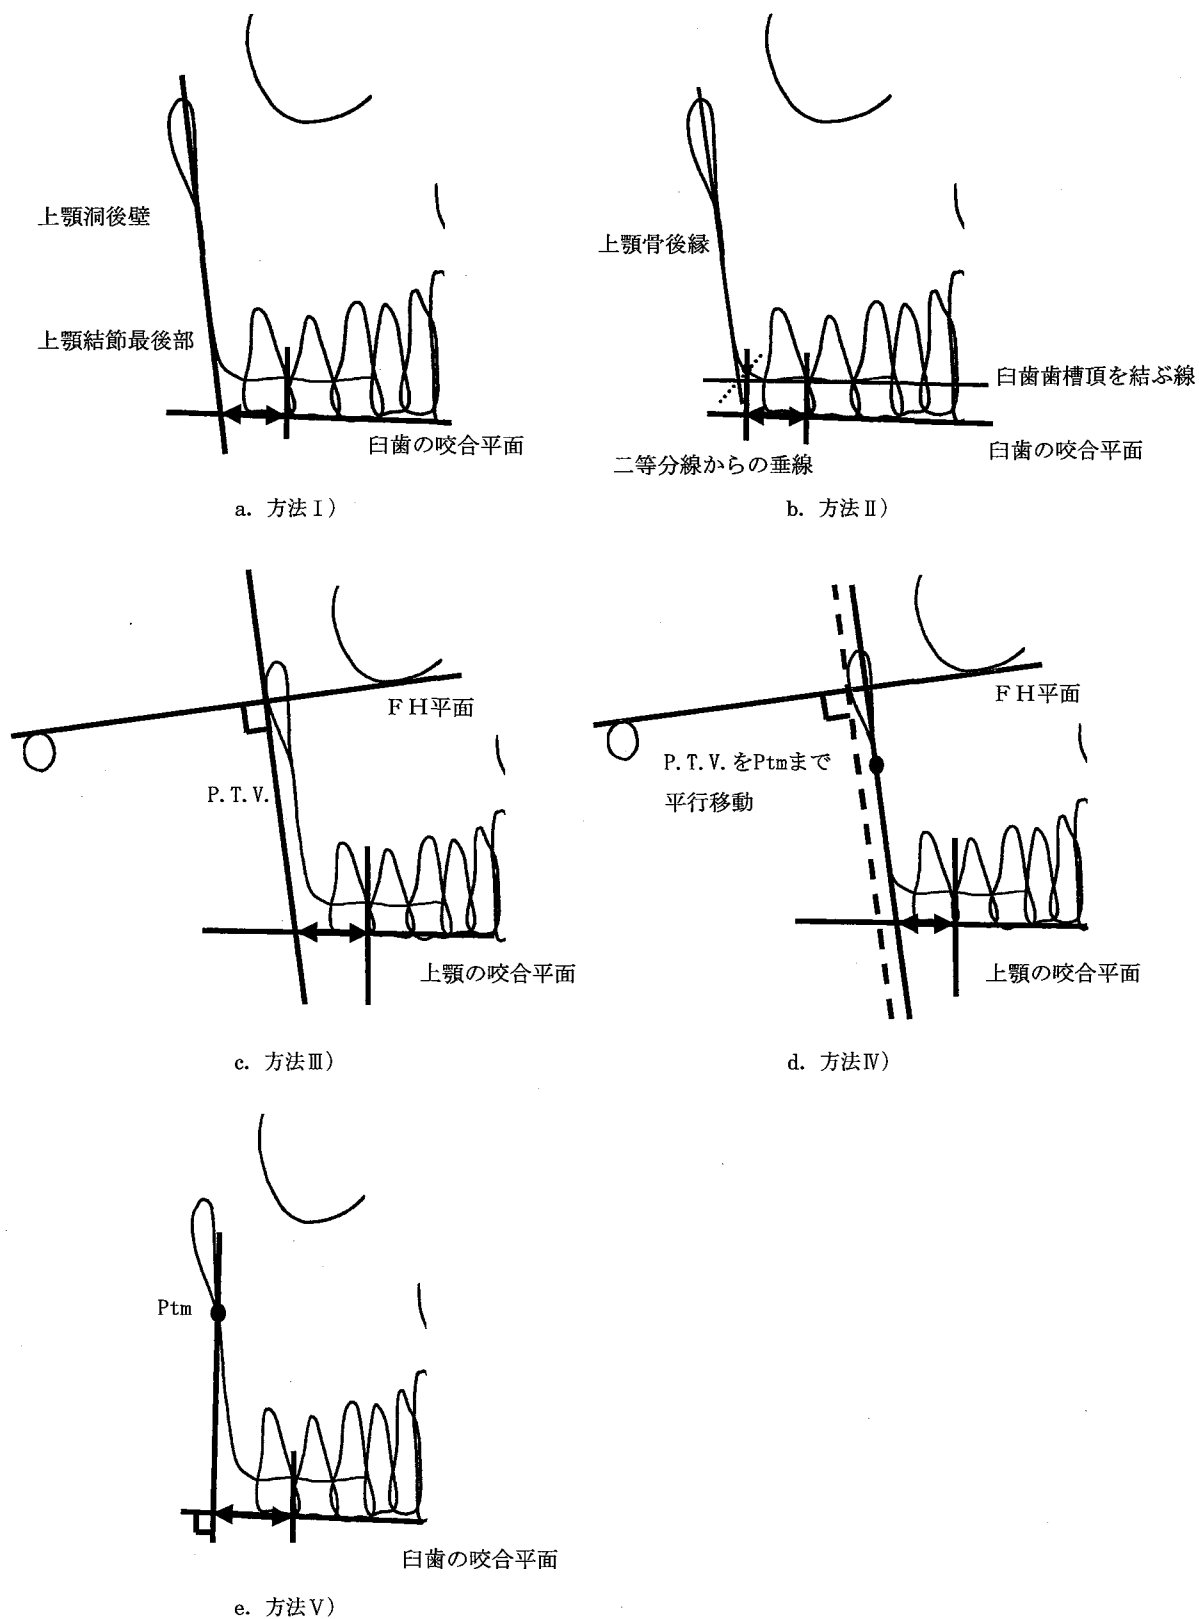 上顎洞後壁
上顎骨後縁
上顎結節最後部
臼歯歯槽頂を結ぶ線
臼歯の咬合平面
臼歯の咬合平面
二等分線からの垂線
a. 方法Ⅰ)
b. 方法Ⅱ)
FH平面
FH平面
P.T.V.をPtmまで
平行移動
P.T.V.
上顎の咬合平面
上顎の咬合平面
c. 方法Ⅲ)
d. 方法Ⅳ)
Ptm
臼歯の咬合平面
e. 方法Ⅴ)